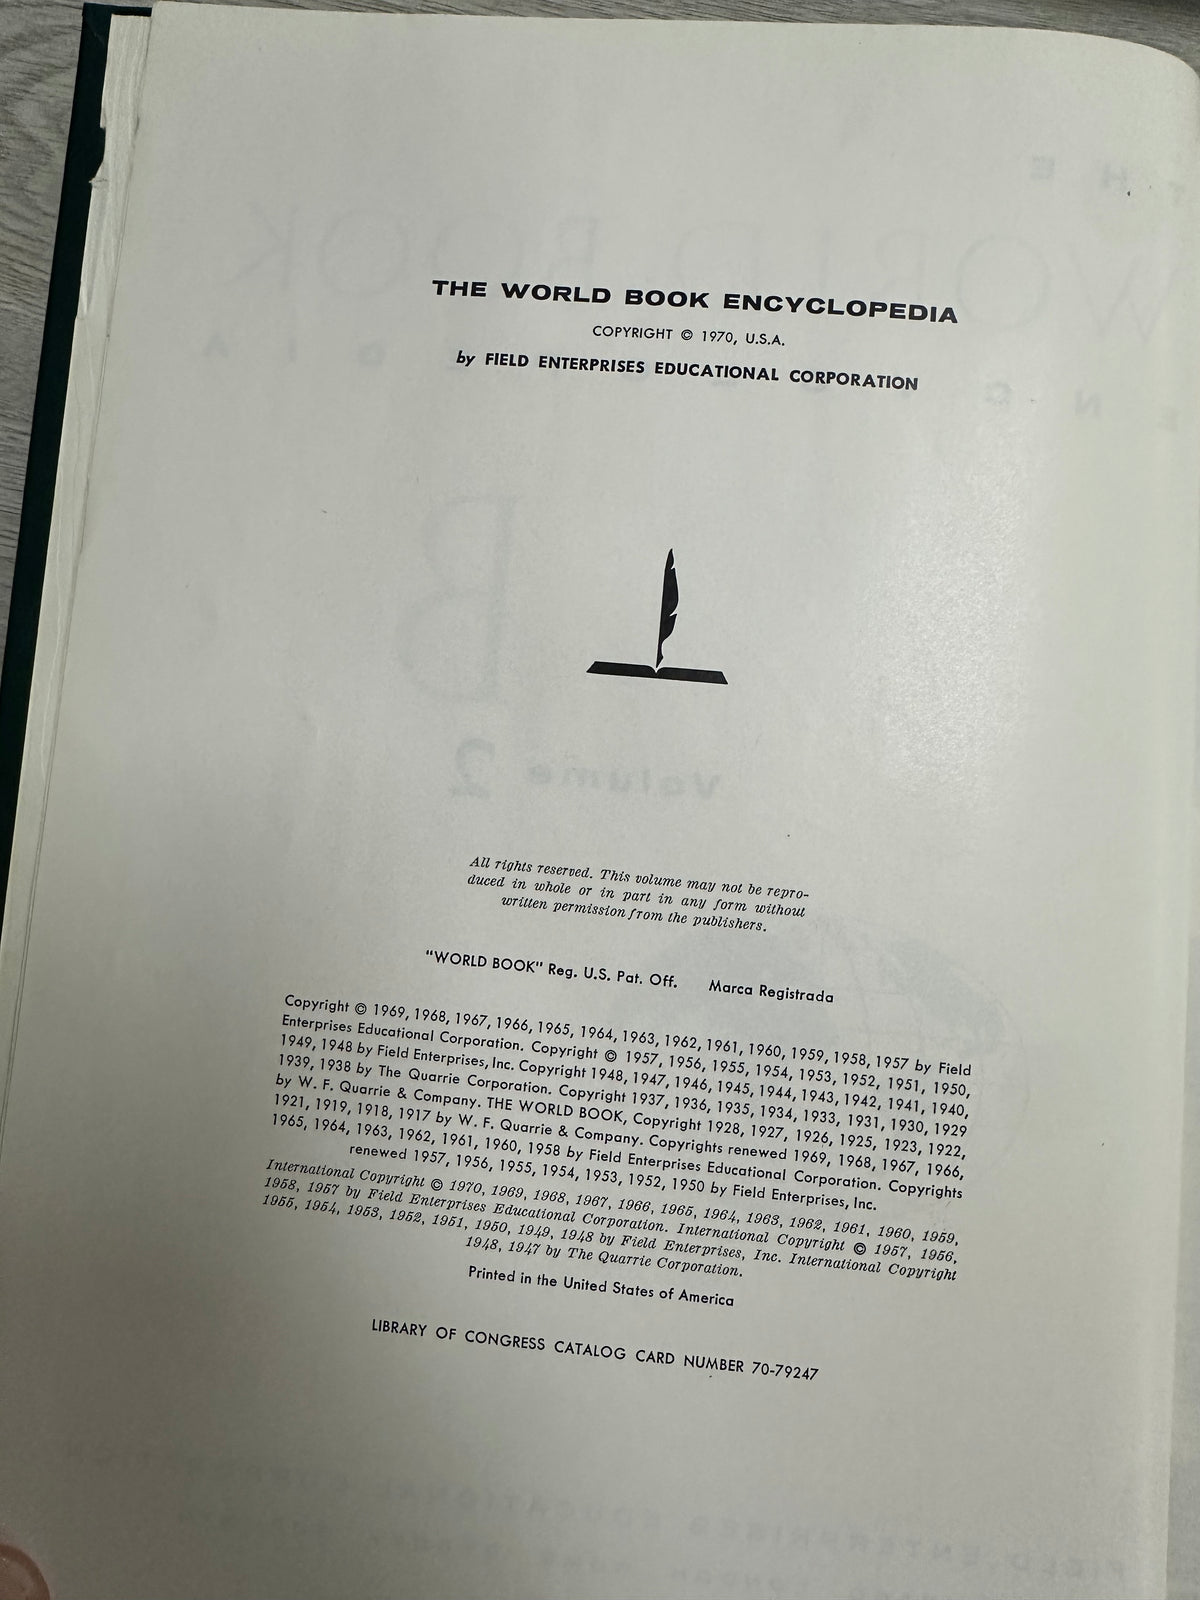 THE WORLD BOOK ENCYCLOPEDIA
COPYRIGHT © 1970, U.S.A.
by FIELD ENTERPRISES EDUCATIONAL CORPORATION
All rights reserved. This volume may not be repro-
duced in whole or in part in any form without
written permission from the publishers.
"WORLD BOOK" Reg. U.S. Pat. Off. Marca Registrada
Copyright © 1969, 1968, 1967, 1966, 1965, 1964, 1963, 1962, 1961, 1960, 1959, 1958, 1957 by Field
Enterprises Educational Corporation. Copyright © 1957, 1956, 1955, 1954, 1953, 1952, 1951, 1950,
1949, 1948 by Field Enterprises, Inc. Copyright 1948, 1947, 1946, 1945, 1944, 1943, 1942, 1941, 1940,
1939, 1938 by The Quarrie Corporation. Copyright 1937, 1936, 1935, 1934, 1933, 1931, 1930, 1929
by W. F. Quarrie & Company. THE WORLD BOOK, Copyright 1928, 1927, 1926, 1925, 1923, 1922,
1921, 1919, 1918, 1917 by W. F. Quarrie & Company. Copyrights renewed 1969, 1968, 1967, 1966,
1965, 1964, 1963, 1962, 1961, 1960, 1958 by Field Enterprises Educational Corporation. Copyrights
renewed 1957, 1956, 1955, 1954, 1953, 1952, 1950 by Field Enterprises, Inc.
International Copyright © 1970, 1969, 1968, 1967, 1966, 1965, 1964, 1963, 1962, 1961, 1960, 1959,
1958, 1957 by Field Enterprises Educational Corporation. International Copyright © 1957, 1956,
1955, 1954, 1953, 1952, 1951, 1950, 1949, 1948 by Field Enterprises, Inc. International Copyright
1948, 1947 by The Quarrie Corporation.
Printed in the United States of America
LIBRARY OF CONGRESS CATALOG CARD NUMBER 70-79247